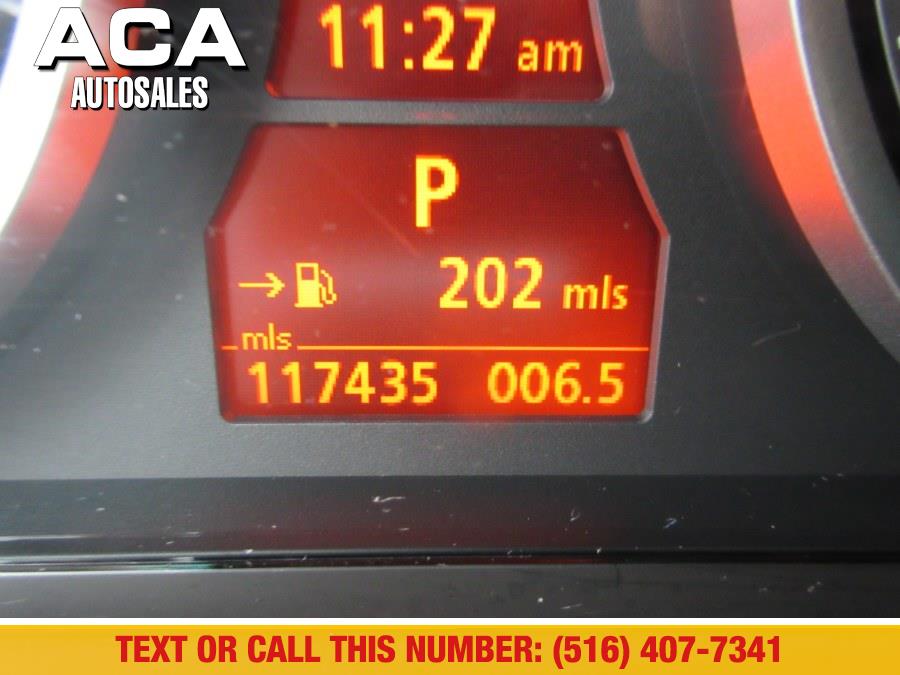 ACA
AUTOSALES
11:27 am
P
→ 202 mls
mls
117435 006.5
TEXT OR CALL THIS NUMBER: (516) 407-7341